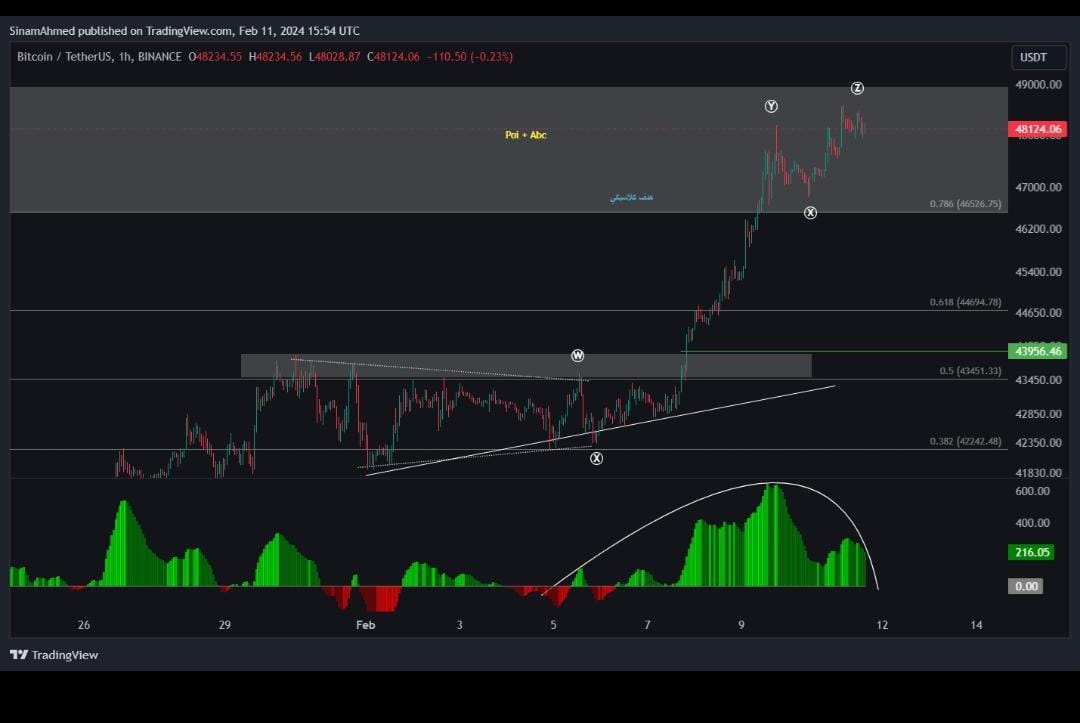 SinamAhmed published on TradingView.com, Feb 11, 2024 15:54 UTC
Bitcoin / TetherUS, 1h, BINANCE O48234.55 H48234.56 L48028.87 C48124.06 −110.50 (−0.23%)
USDT
49000.00
Z
Y
48124.06
Poi + Abc
47000.00
هدف كلاسيكي
0.786 (46526.75)
X
46200.00
45400.00
0.618 (44694.78)
44650.00
43956.46
W
0.5 (43451.33)
43450.00
42850.00
0.382 (42242.48)
42350.00
X
41830.00
600.00
400.00
216.05
0.00
26 29 Feb 3 5 7 9 12 14
TradingView